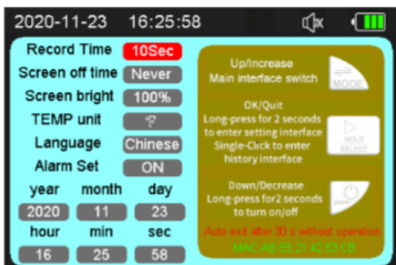 2020-11-23 16:25:58
Record Time 10Sec
Screen off time Never
Screen bright 100%
TEMP unit
Language Chinese
Alarm Set ON
year month day
2020 11 23
hour min sec
16 25 58
Up/Increase
Main interface switch
MODE
OK/Quit
Long-press for 2 seconds
to enter setting interface
Single-Click to enter
history interface
HOLD
SELECT
Down/Decrease
Long-press for2 seconds
to turn on/off
Auto exit after 30 s without operation
MAC:AB:E5:21:42:53:CB